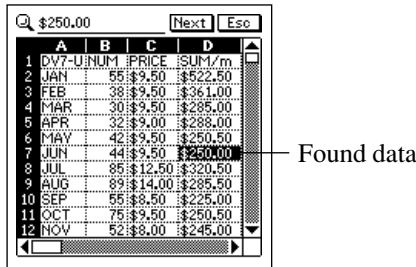 $250.00 Next Esc
A B C D
1 DV7-U NUM PRICE SUM/m
2 JAN 55 $9.50 $522.50
3 FEB 38 $9.50 $361.00
4 MAR 30 $9.50 $285.00
5 APR 32 $9.00 $288.00
6 MAY 42 $9.50 $250.50
7 JUN 44 $9.50 $250.00 Found data
8 JUL 85 $12.50 $320.50
9 AUG 89 $14.00 $285.50
10 SEP 55 $8.50 $225.00
11 OCT 75 $9.50 $250.50
12 NOV 52 $8.00 $245.00